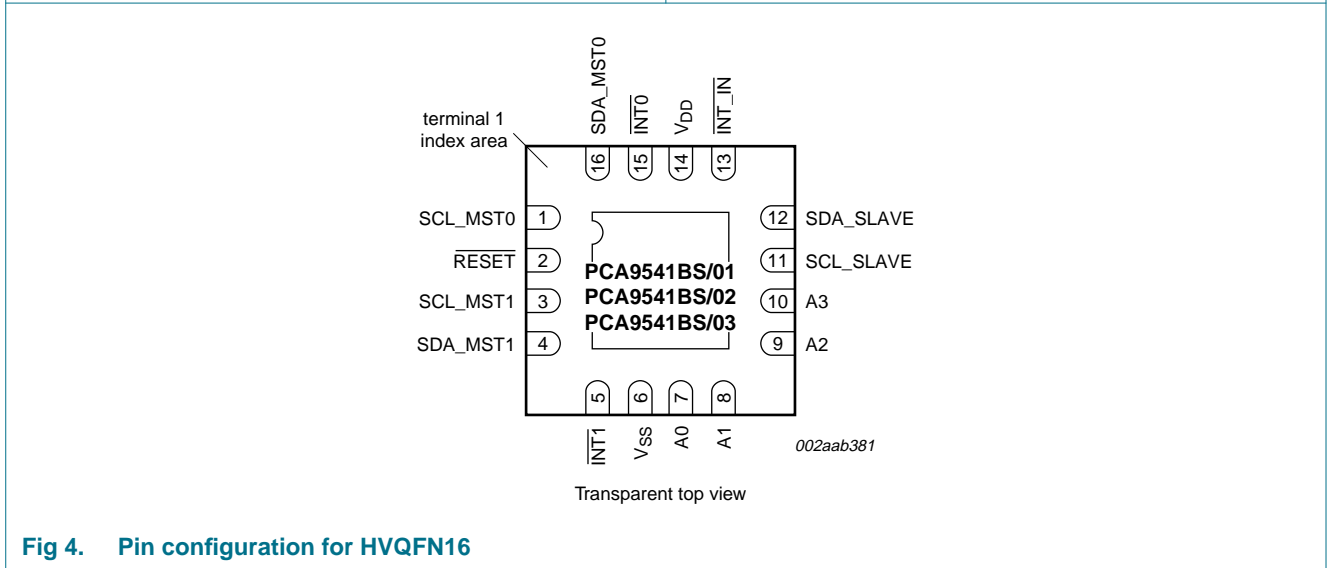 SDA_MST0
INT0
VDD
INT_IN
terminal 1
index area
16
15
14
13
SCL_MST0 1
RESET 2
SCL_MST1 3
SDA_MST1 4
12 SDA_SLAVE
11 SCL_SLAVE
10 A3
9 A2
PCA9541BS/01
PCA9541BS/02
PCA9541BS/03
5
6
7
8
INT1
VSS
A0
A1
002aab381
Transparent top view
Fig 4. Pin configuration for HVQFN16